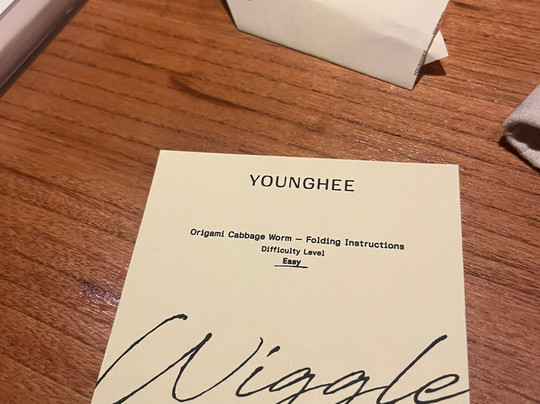 YOUNGHEE
Origami Cabbage Worm — Folding Instructions
Difficulty Level
Easy
Wiggle